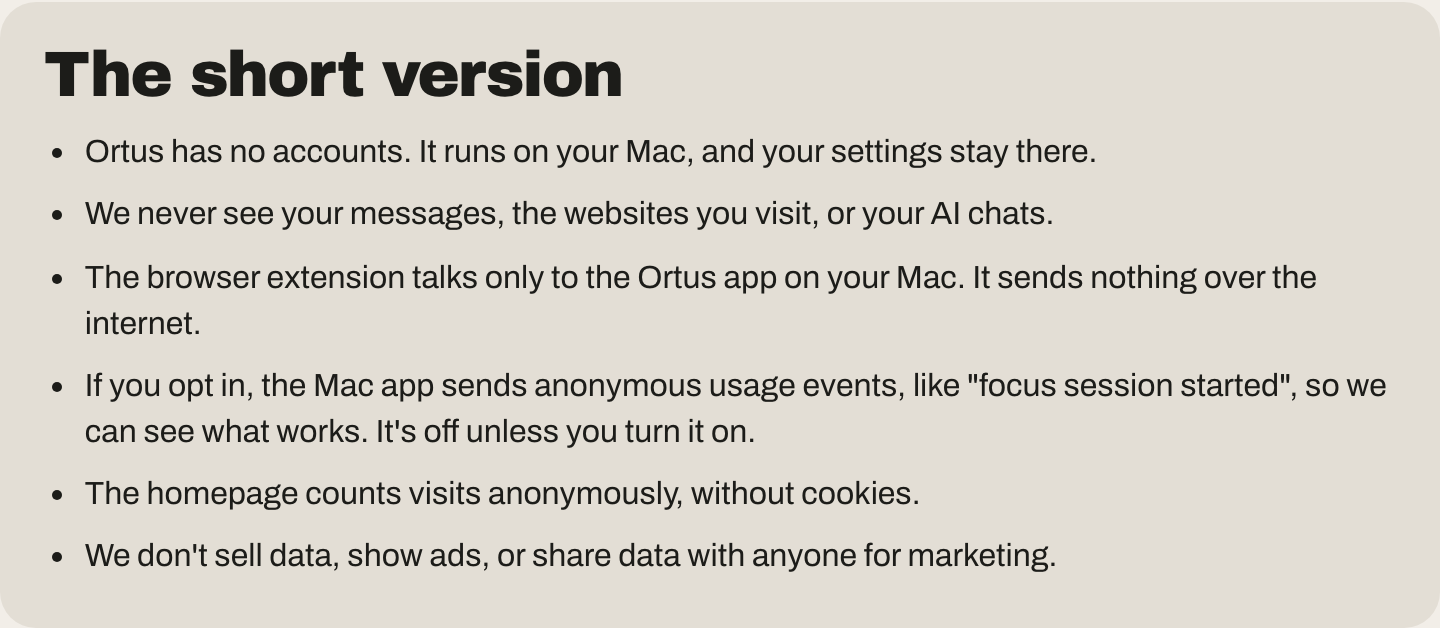 The short version
• Ortus has no accounts. It runs on your Mac, and your settings stay there.
• We never see your messages, the websites you visit, or your AI chats.
• The browser extension talks only to the Ortus app on your Mac. It sends nothing over the
internet.
• If you opt in, the Mac app sends anonymous usage events, like "focus session started", so we
can see what works. It's off unless you turn it on.
• The homepage counts visits anonymously, without cookies.
• We don't sell data, show ads, or share data with anyone for marketing.